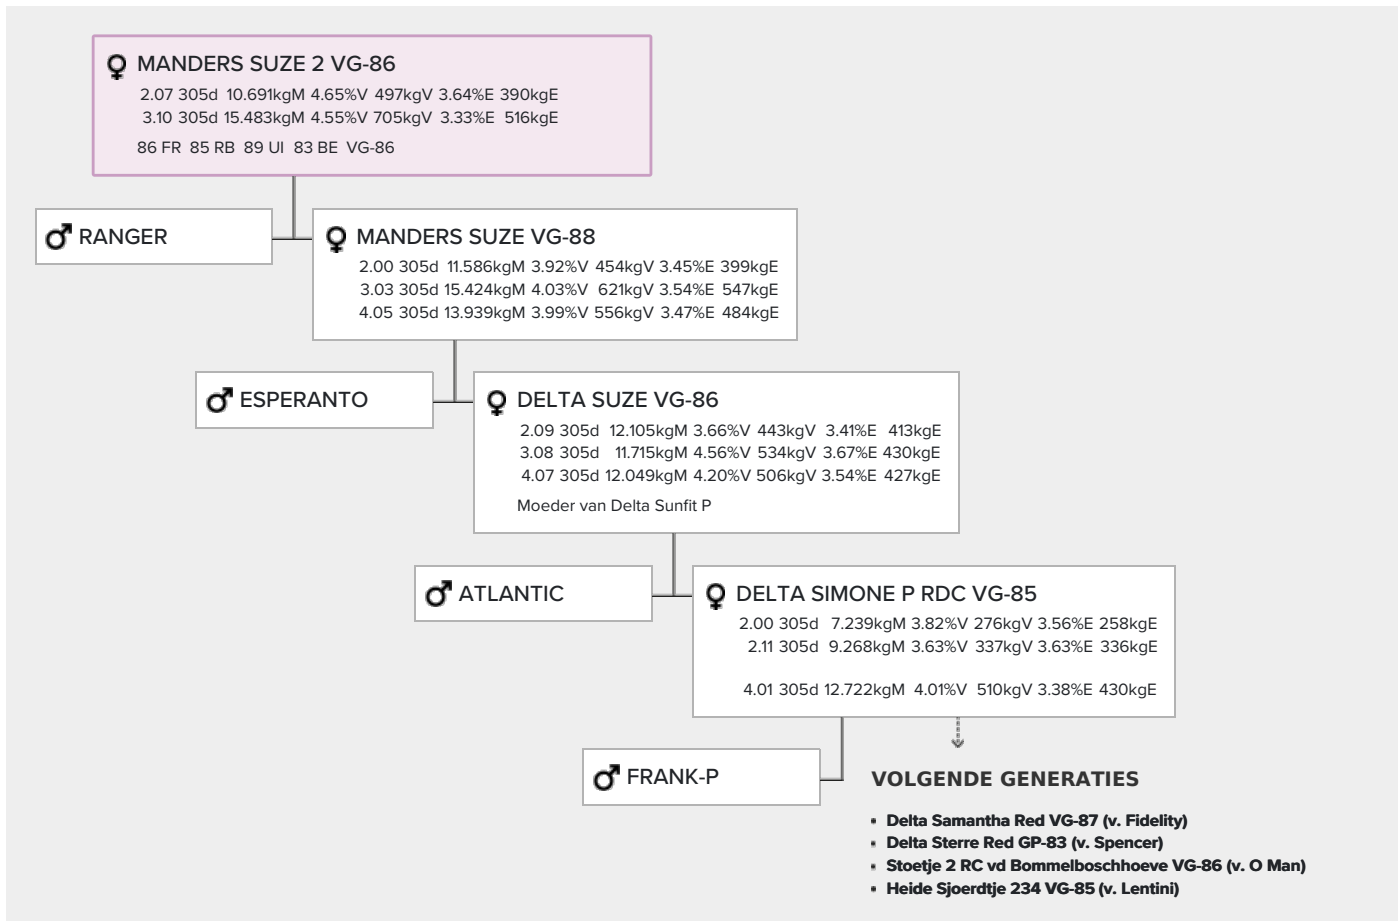 MANDERS SUZE 2 VG-86
2.07 305d 10.691kgM 4.65%V 497kgV 3.64%E 390kgE
3.10 305d 15.483kgM 4.55%V 705kgV 3.33%E 516kgE
86 FR 85 RB 89 UI 83 BE VG-86
RANGER
MANDERS SUZE VG-88
2.00 305d 11.586kgM 3.92%V 454kgV 3.45%E 399kgE
3.03 305d 15.424kgM 4.03%V 621kgV 3.54%E 547kgE
4.05 305d 13.939kgM 3.99%V 556kgV 3.47%E 484kgE
ESPERANTO
DELTA SUZE VG-86
2.09 305d 12.105kgM 3.66%V 443kgV 3.41%E 413kgE
3.08 305d 11.715kgM 4.56%V 534kgV 3.67%E 430kgE
4.07 305d 12.049kgM 4.20%V 506kgV 3.54%E 427kgE
Moeder van Delta Sunfit P
ATLANTIC
DELTA SIMONE P RDC VG-85
2.00 305d 7.239kgM 3.82%V 276kgV 3.56%E 258kgE
2.11 305d 9.268kgM 3.63%V 337kgV 3.63%E 336kgE
4.01 305d 12.722kgM 4.01%V 510kgV 3.38%E 430kgE
FRANK-P
VOLGENDE GENERATIES
• Delta Samantha Red VG-87 (v. Fidelity)
• Delta Sterre Red GP-83 (v. Spencer)
• Stoetje 2 RC vd Bommelboschhoeve VG-86 (v. O Man)
• Heide Sjoerdtje 234 VG-85 (v. Lentini)